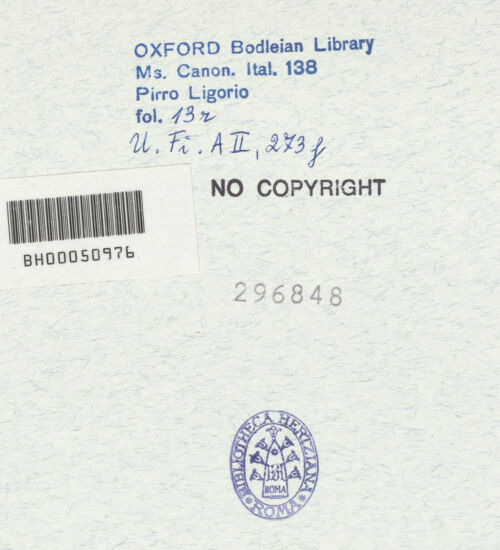 OXFORD Bodleian Library
Ms. Canon. Ital. 138
Pirro Ligorio
fol. 13r
U. Fi. A II, 273f
NO COPYRIGHT
BH00050976
296848
BIBLIOTHECA HERTZIANA
ROMA
ROMA